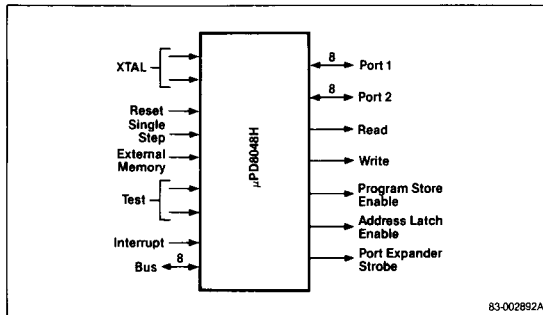 XTAL
Reset
Single
Step
External
Memory
Test
Interrupt
Bus
8
μPD8048H
8
Port 1
8
Port 2
Read
Write
Program Store
Enable
Address Latch
Enable
Port Expander
Strobe
83-002892A